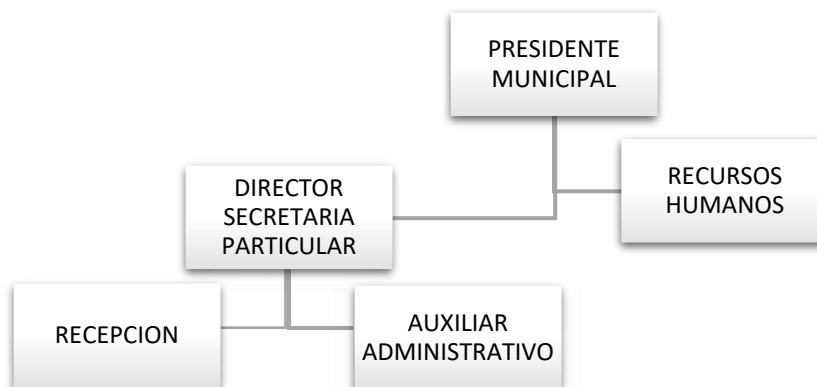 PRESIDENTE
MUNICIPAL
RECURSOS
HUMANOS
DIRECTOR
SECRETARIA
PARTICULAR
RECEPCION
AUXILIAR
ADMINISTRATIVO